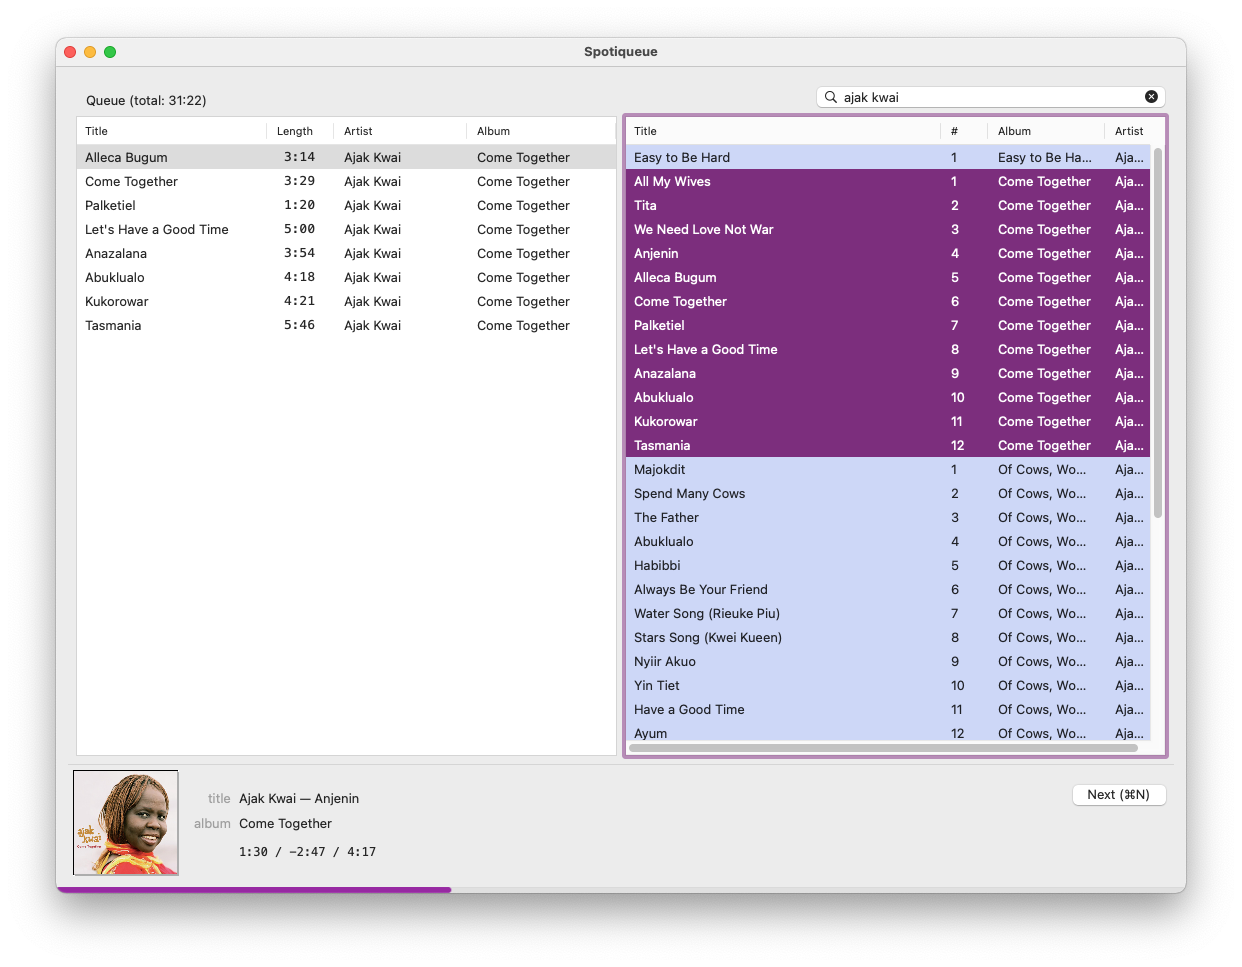 Spotiqueue
Queue (total: 31:22)
ajak kwai
Title Length Artist Album
Alleca Bugum 3:14 Ajak Kwai Come Together
Come Together 3:29 Ajak Kwai Come Together
Palketiel 1:20 Ajak Kwai Come Together
Let's Have a Good Time 5:00 Ajak Kwai Come Together
Anazalana 3:54 Ajak Kwai Come Together
Abuklualo 4:18 Ajak Kwai Come Together
Kukorowar 4:21 Ajak Kwai Come Together
Tasmania 5:46 Ajak Kwai Come Together
Title # Album Artist
Easy to Be Hard 1 Easy to Be Ha... Aja...
All My Wives 1 Come Together Aja...
Tita 2 Come Together Aja...
We Need Love Not War 3 Come Together Aja...
Anjenin 4 Come Together Aja...
Alleca Bugum 5 Come Together Aja...
Come Together 6 Come Together Aja...
Palketiel 7 Come Together Aja...
Let's Have a Good Time 8 Come Together Aja...
Anazalana 9 Come Together Aja...
Abuklualo 10 Come Together Aja...
Kukorowar 11 Come Together Aja...
Tasmania 12 Come Together Aja...
Majokdit 1 Of Cows, Wo... Aja...
Spend Many Cows 2 Of Cows, Wo... Aja...
The Father 3 Of Cows, Wo... Aja...
Abuklualo 4 Of Cows, Wo... Aja...
Habibbi 5 Of Cows, Wo... Aja...
Always Be Your Friend 6 Of Cows, Wo... Aja...
Water Song (Rieuke Piu) 7 Of Cows, Wo... Aja...
Stars Song (Kwei Kueen) 8 Of Cows, Wo... Aja...
Nyiir Akuo 9 Of Cows, Wo... Aja...
Yin Tiet 10 Of Cows, Wo... Aja...
Have a Good Time 11 Of Cows, Wo... Aja...
Ayum 12 Of Cows, Wo... Aja...
ajak
kwai
Come Together
title Ajak Kwai — Anjenin
album Come Together
1:30 / -2:47 / 4:17
Next (⌘N)